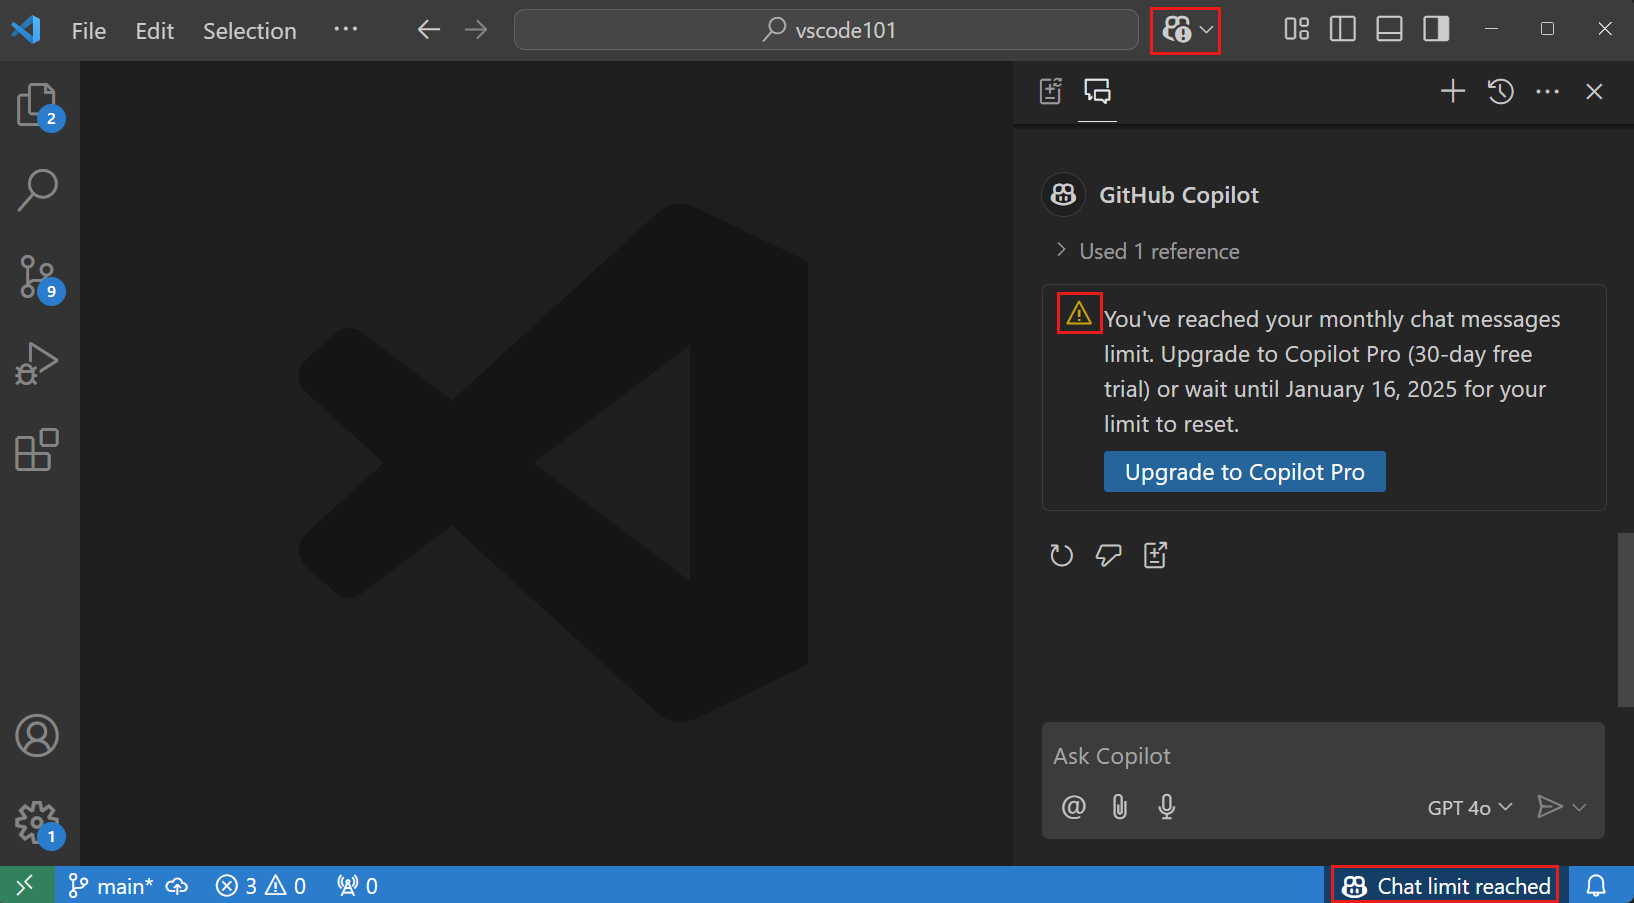 File Edit Selection ···
vscode101
2
GitHub Copilot
Used 1 reference
9
You've reached your monthly chat messages
limit. Upgrade to Copilot Pro (30-day free
trial) or wait until January 16, 2025 for your
limit to reset.
Upgrade to Copilot Pro
Ask Copilot
@
GPT 4o
1
main* 3 0 0
Chat limit reached